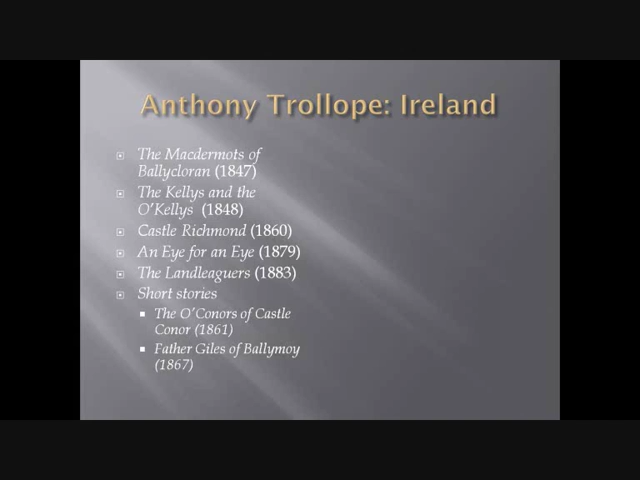 Anthony Trollope: Ireland
The Macdermots of
Ballycloran (1847)
The Kellys and the
O'Kellys (1848)
Castle Richmond (1860)
An Eye for an Eye (1879)
The Landleaguers (1883)
Short stories
The O'Conors of Castle
Conor (1861)
Father Giles of Ballymoy
(1867)